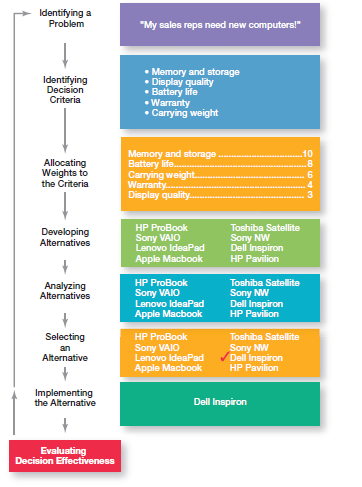 Identifying a
Problem
"My sales reps need new computers!"
Identifying
Decision
Criteria
• Memory and storage
• Display quality
• Battery life
• Warranty
• Carrying weight
Allocating
Weights to
the Criteria
Memory and storage ................................10
Battery life.................................................8
Carrying weight......................................... 6
Warranty.................................................... 4
Display quality........................................... 3
Developing
Alternatives
HP ProBook Toshiba Satellite
Sony VAIO Sony NW
Lenovo IdeaPad Dell Inspiron
Apple Macbook HP Pavilion
Analyzing
Alternatives
HP ProBook Toshiba Satellite
Sony VAIO Sony NW
Lenovo IdeaPad Dell Inspiron
Apple Macbook HP Pavilion
Selecting
an
Alternative
HP ProBook Toshiba Satellite
Sony VAIO Sony NW
Lenovo IdeaPad ✓ Dell Inspiron
Apple Macbook HP Pavilion
Implementing
the Alternative
Dell Inspiron
Evaluating
Decision Effectiveness